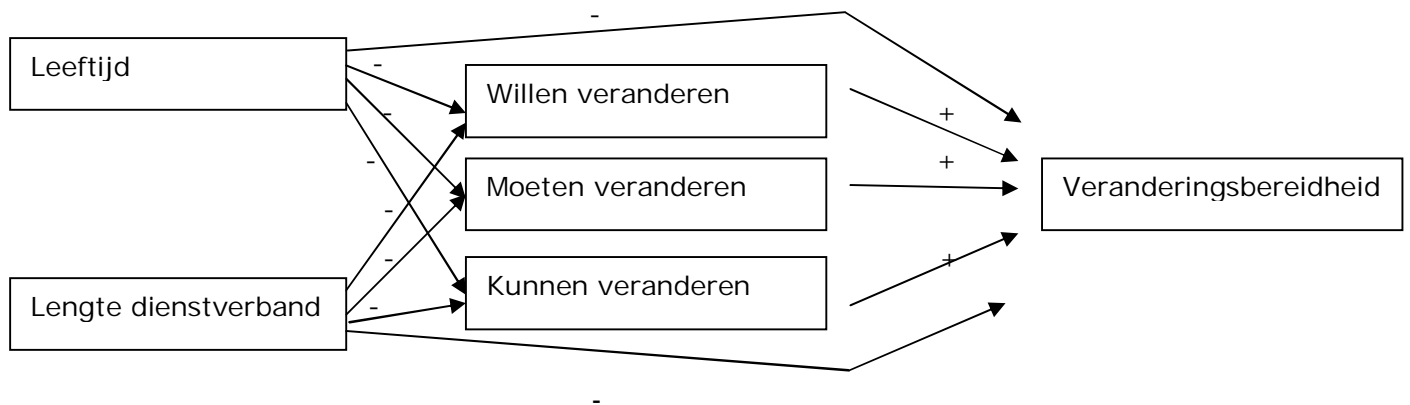 -
Leeftijd
-
Willen veranderen
-
+
-
+
Moeten veranderen
Veranderingsbereidheid
-
-
+
Kunnen veranderen
Lengte dienstverband
-
-